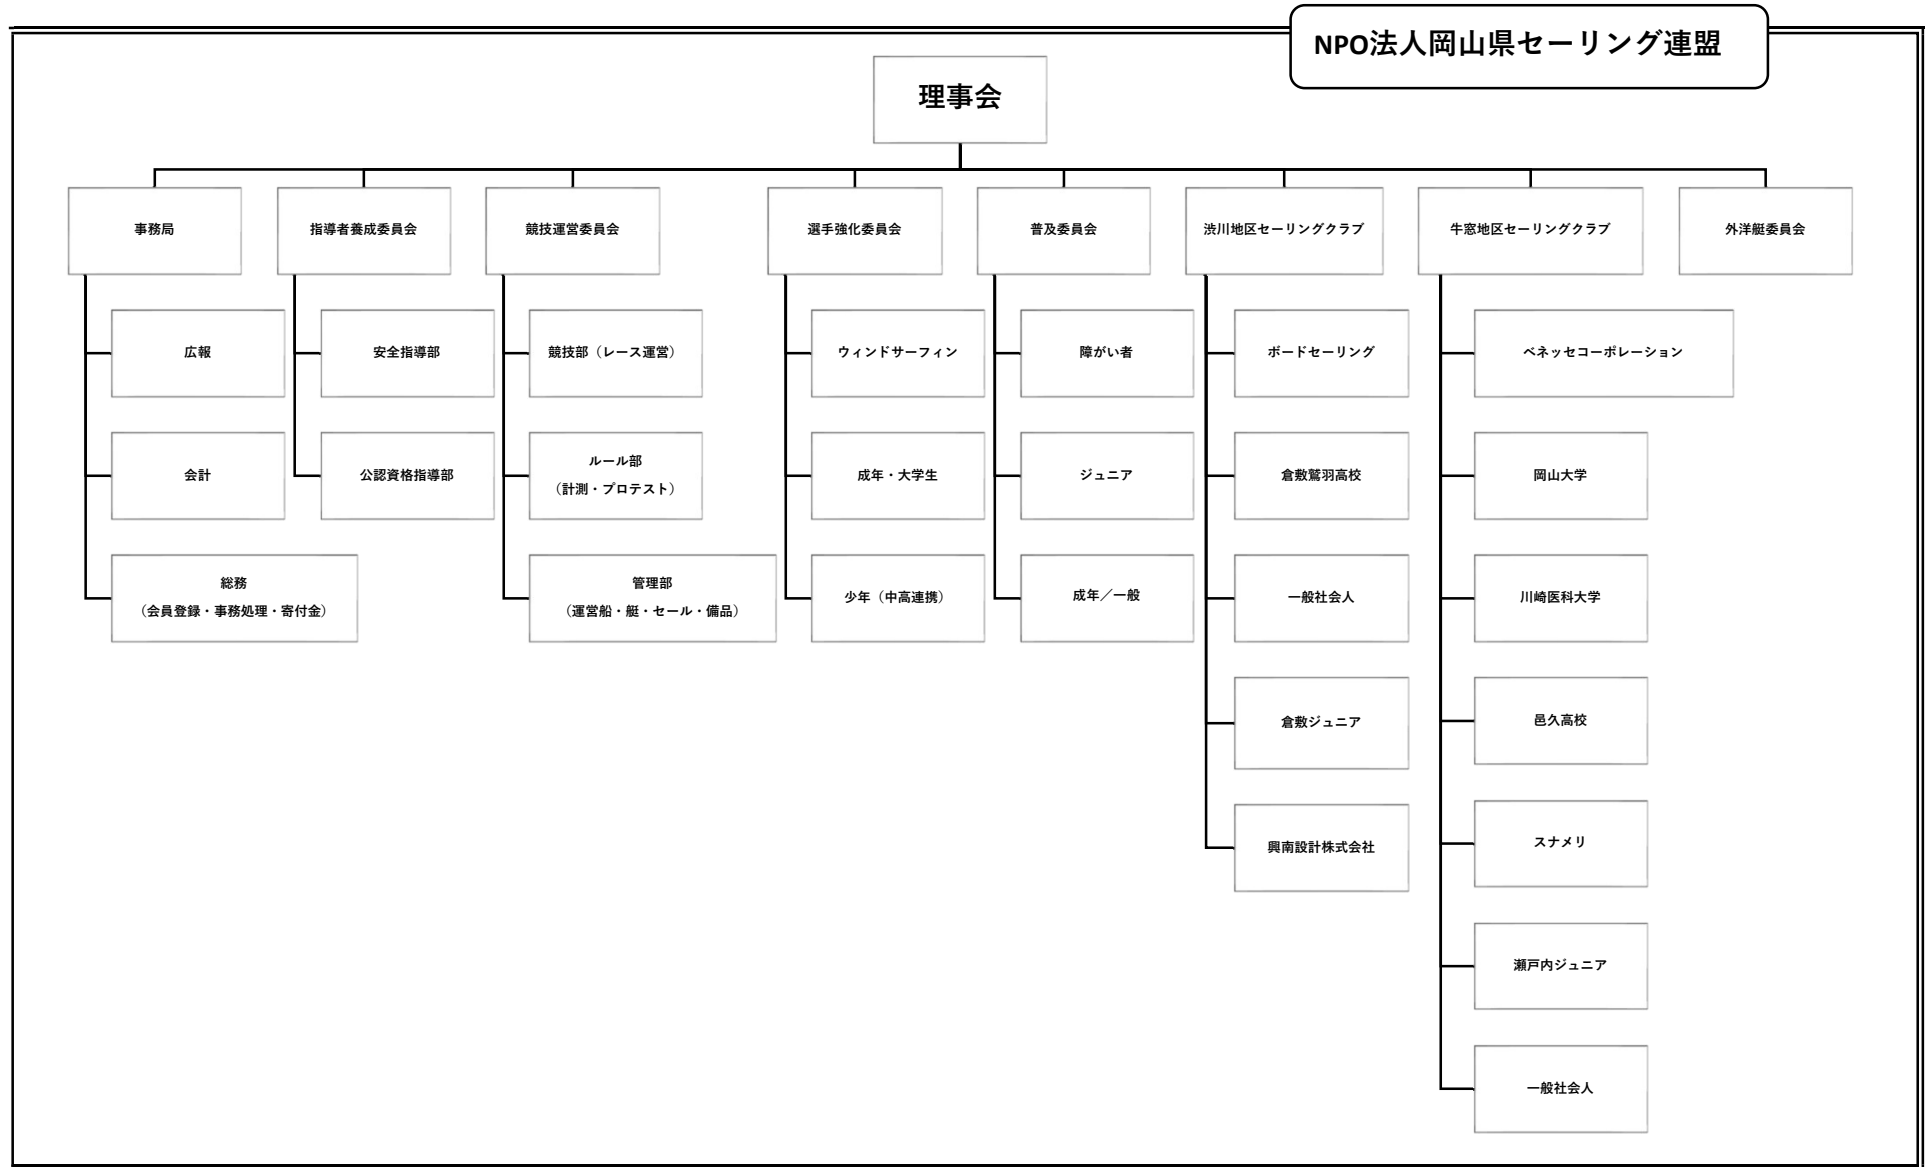 NPO法人岡山県セーリング連盟
理事会
事務局
指導者養成委員会
競技運営委員会
選手強化委員会
普及委員会
渋川地区セーリングクラブ
牛窓地区セーリングクラブ
外洋艇委員会
広報
会計
総務
（会員登録・事務処理・寄付金）
安全指導部
公認資格指導部
競技部（レース運営）
ルール部
（計測・プロテスト）
管理部
（運営船・艇・セール・備品）
ウィンドサーフィン
成年・大学生
少年（中高連携）
障がい者
ジュニア
成年／一般
ボードセーリング
倉敷鷲羽高校
一般社会人
倉敷ジュニア
興南設計株式会社
ベネッセコーポレーション
岡山大学
川崎医科大学
邑久高校
スナメリ
瀬戸内ジュニア
一般社会人